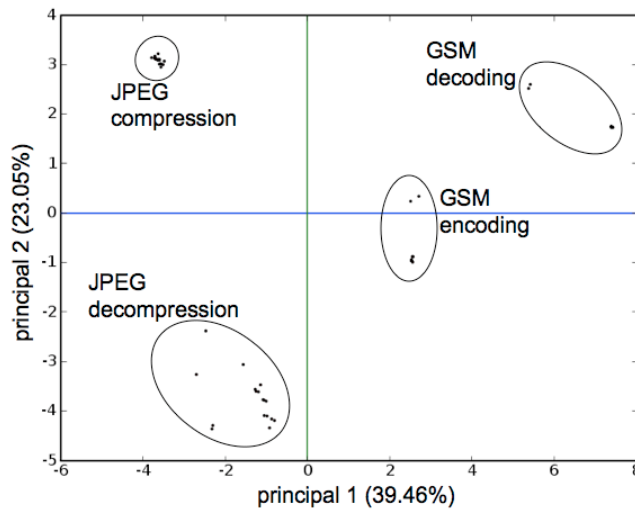 4
3
2
1
0
-1
-2
-3
-4
-5
principal 2 (23.05%)
JPEG
compression
GSM
decoding
GSM
encoding
JPEG
decompression
-6
-4
-2
0
2
4
6
8
principal 1 (39.46%)